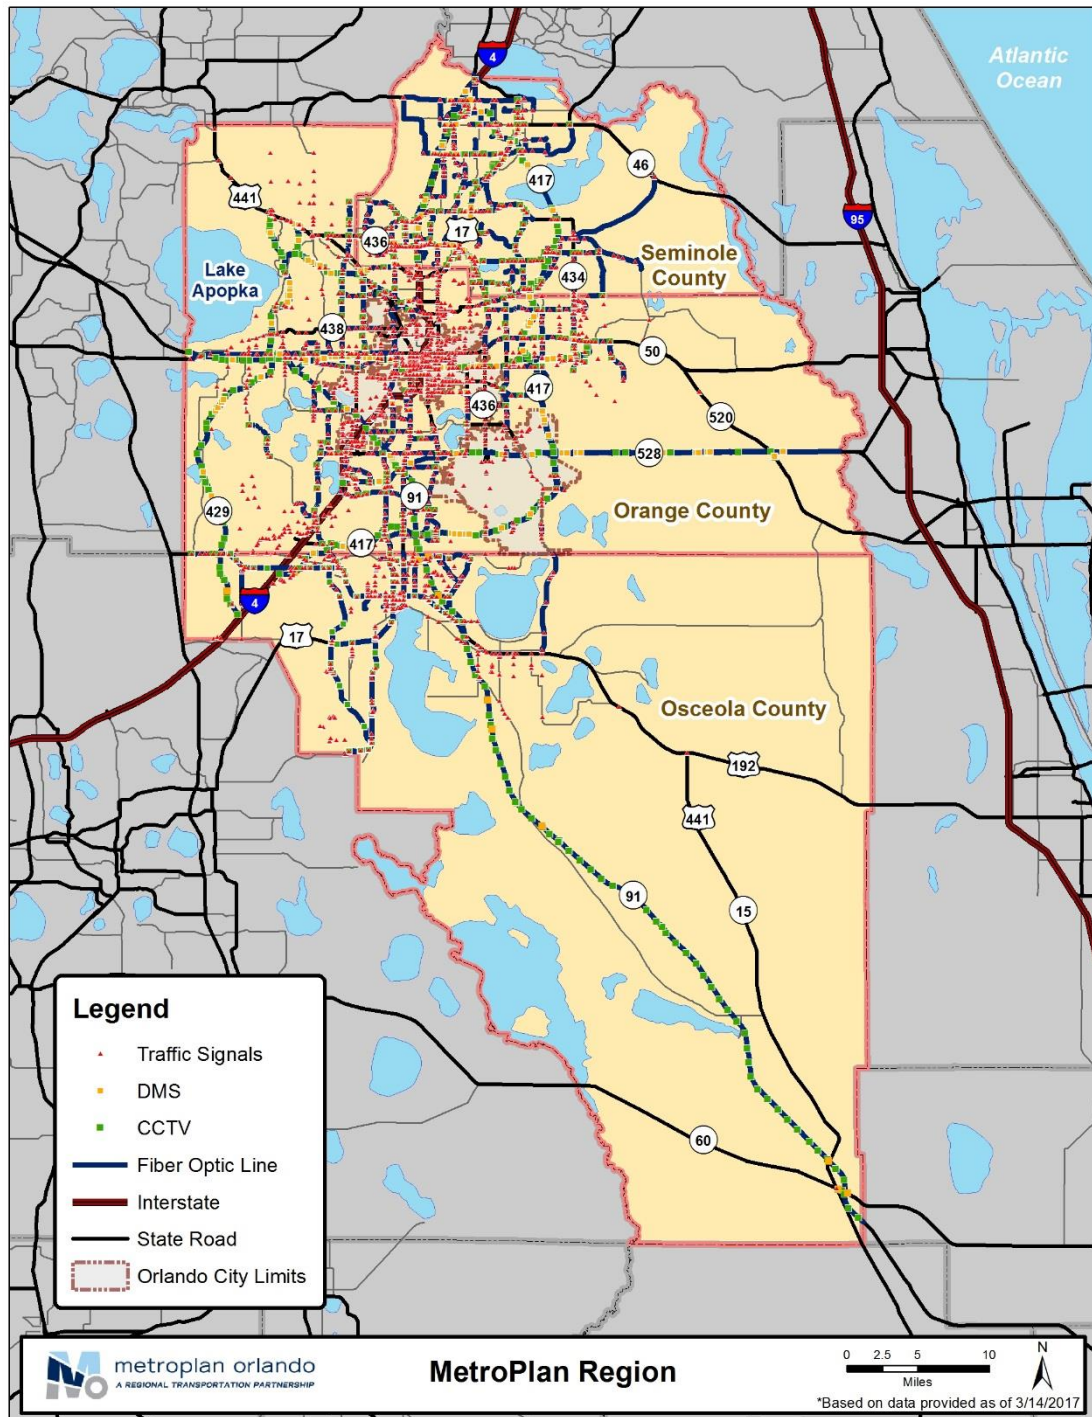 4
Atlantic
Ocean
46
417
441
95
17
436
Seminole
County
Lake
Apopka
434
438
50
417
436
520
528
91
429
Orange County
417
4
17
Osceola County
192
441
91
15
60
Legend
Traffic Signals
DMS
CCTV
Fiber Optic Line
Interstate
State Road
Orlando City Limits
metroplan orlando
A REGIONAL TRANSPORTATION PARTNERSHIP
MetroPlan Region
0 2.5 5 10
Miles
N
*Based on data provided as of 3/14/2017